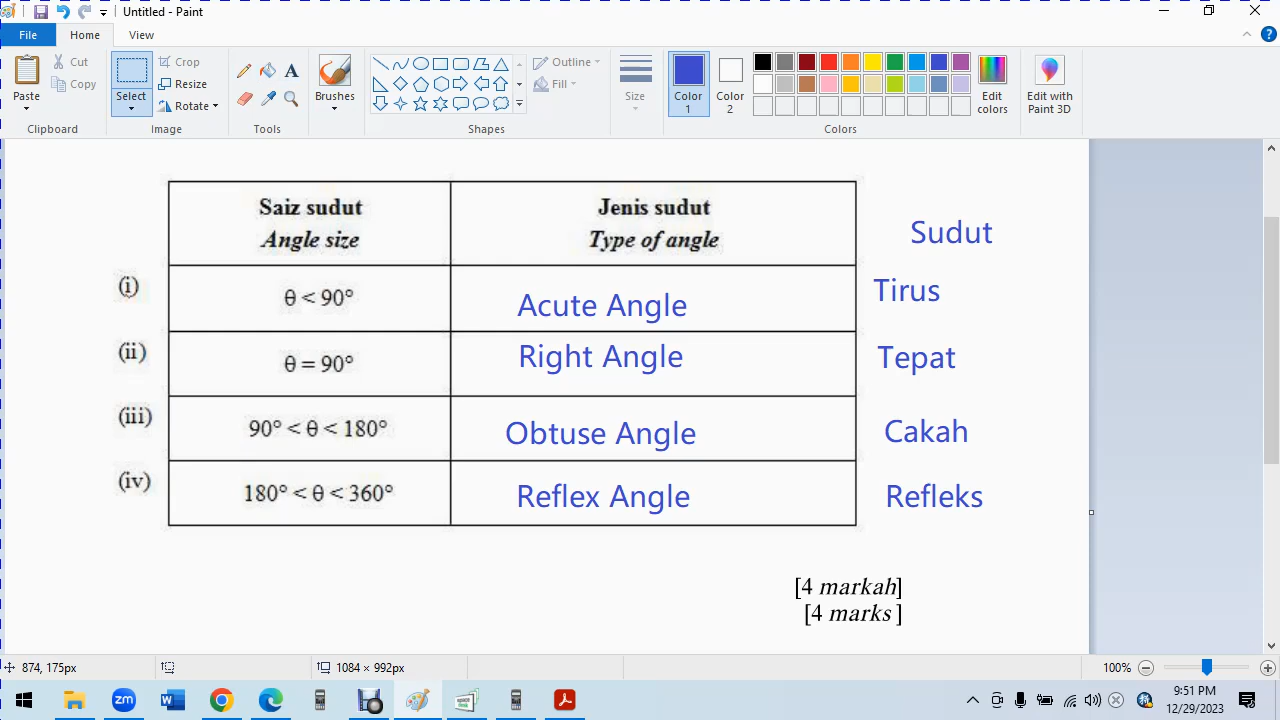 Untitled - Paint
File Home View
Paste
Cut
Copy
Clipboard
Select
Crop
Resize
Rotate
Image
A
Tools
Brushes
Shapes
Outline
Fill
Size
Color 1
Color 2
Edit colors
Colors
Edit with Paint 3D
Saiz sudut Jenis sudut
Angle size Type of angle
Sudut
(i) θ < 90° Acute Angle Tirus
(ii) θ = 90° Right Angle Tepat
(iii) 90° < θ < 180° Obtuse Angle Cakah
(iv) 180° < θ < 360° Reflex Angle Refleks
[4 markah]
[4 marks ]
874, 175px 1084 × 992px 100%
zm
W
9:51 PM
12/29/2023